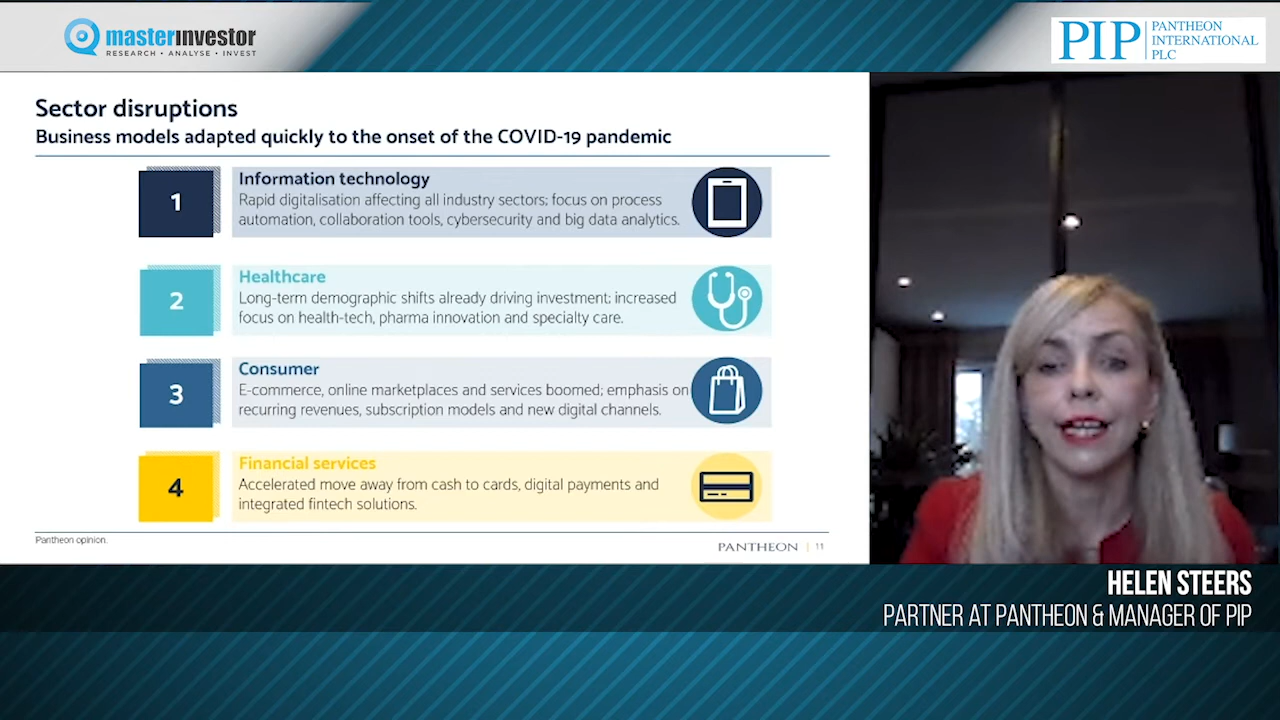 masterinvestor
RESEARCH • ANALYSE • INVEST
PIP
PANTHEON
INTERNATIONAL
PLC
Sector disruptions
Business models adapted quickly to the onset of the COVID-19 pandemic
1
Information technology
Rapid digitalisation affecting all industry sectors; focus on process
automation, collaboration tools, cybersecurity and big data analytics.
2
Healthcare
Long-term demographic shifts already driving investment; increased
focus on health-tech, pharma innovation and specialty care.
3
Consumer
E-commerce, online marketplaces and services boomed; emphasis on
recurring revenues, subscription models and new digital channels.
4
Financial services
Accelerated move away from cash to cards, digital payments and
integrated fintech solutions.
Pantheon opinion.
PANTHEON | 11
HELEN STEERS
PARTNER AT PANTHEON & MANAGER OF PIP